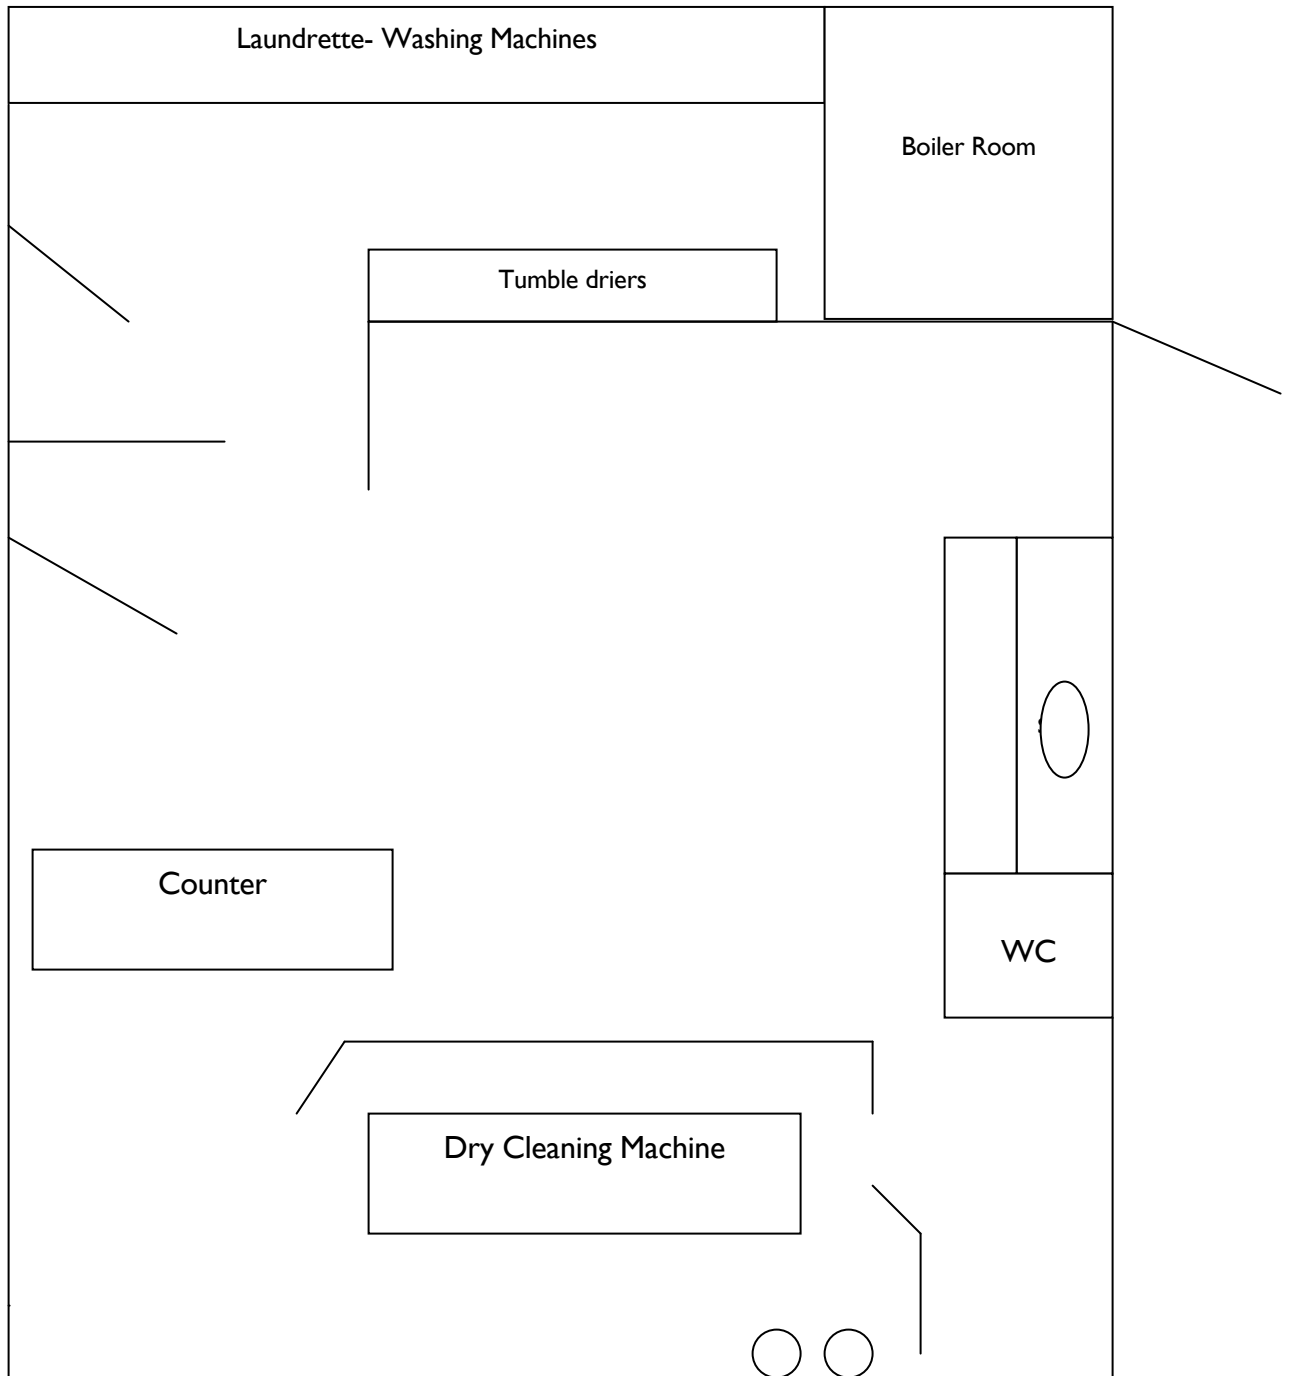 Laundrette- Washing Machines
Boiler Room
Tumble driers
Counter
WC
Dry Cleaning Machine